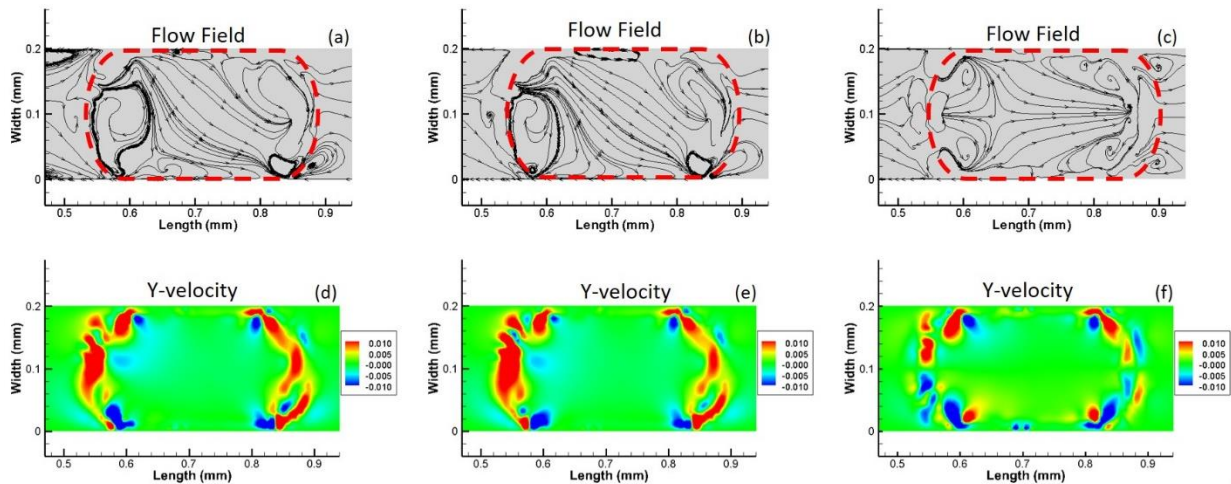 Flow Field (a)
Width (mm)
0.2
0.1
0
0.5 0.6 0.7 0.8 0.9
Length (mm)
Flow Field (b)
Width (mm)
0.2
0.1
0
0.5 0.6 0.7 0.8 0.9
Length (mm)
Flow Field (c)
Width (mm)
0.2
0.1
0
0.5 0.6 0.7 0.8 0.9
Length (mm)
Y-velocity (d)
Width (mm)
0.2
0.1
0
0.5 0.6 0.7 0.8 0.9
Length (mm)
0.010
0.005
-0.000
-0.005
-0.010
Y-velocity (e)
Width (mm)
0.2
0.1
0
0.5 0.6 0.7 0.8 0.9
Length (mm)
0.010
0.005
-0.000
-0.005
-0.010
Y-velocity (f)
Width (mm)
0.2
0.1
0
0.5 0.6 0.7 0.8 0.9
Length (mm)
0.010
0.005
-0.000
-0.005
-0.010